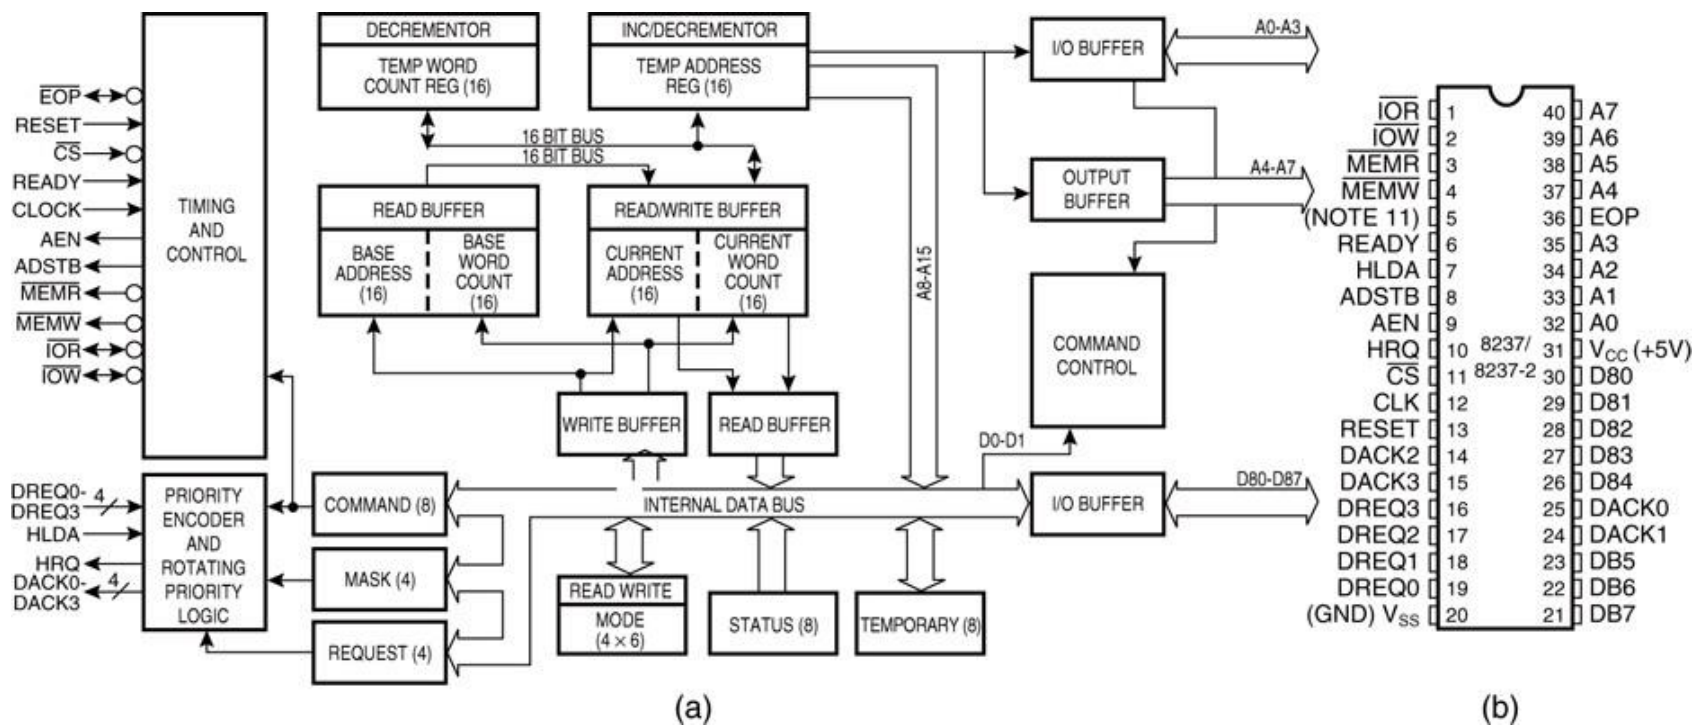 EOP
RESET
CS
READY
CLOCK
AEN
ADSTB
MEMR
MEMW
IOR
IOW
TIMING
AND
CONTROL
DREQ0-
DREQ3
4
HLDA
HRQ
DACK0-
DACK3
4
PRIORITY
ENCODER
AND
ROTATING
PRIORITY
LOGIC
DECREMENTOR
TEMP WORD
COUNT REG (16)
INC/DECREMENTOR
TEMP ADDRESS
REG (16)
16 BIT BUS
16 BIT BUS
READ BUFFER
BASE
ADDRESS
(16)
BASE
WORD
COUNT
(16)
READ/WRITE BUFFER
CURRENT
ADDRESS
(16)
CURRENT
WORD
COUNT
(16)
WRITE BUFFER
READ BUFFER
COMMAND (8)
MASK (4)
REQUEST (4)
INTERNAL DATA BUS
READ WRITE
MODE
(4 × 6)
STATUS (8)
TEMPORARY (8)
A8-A15
I/O BUFFER
A0-A3
OUTPUT
BUFFER
A4-A7
COMMAND
CONTROL
D0-D1
I/O BUFFER
D80-D87
(a)
IOR 1 40 A7
IOW 2 39 A6
MEMR 3 38 A5
MEMW 4 37 A4
(NOTE 11) 5 36 EOP
READY 6 35 A3
HLDA 7 34 A2
ADSTB 8 33 A1
AEN 9 32 A0
HRQ 10 8237/ 31 VCC (+5V)
CS 11 8237-2 30 D80
CLK 12 29 D81
RESET 13 28 D82
DACK2 14 27 D83
DACK3 15 26 D84
DREQ3 16 25 DACK0
DREQ2 17 24 DACK1
DREQ1 18 23 DB5
DREQ0 19 22 DB6
(GND) VSS 20 21 DB7
(b)